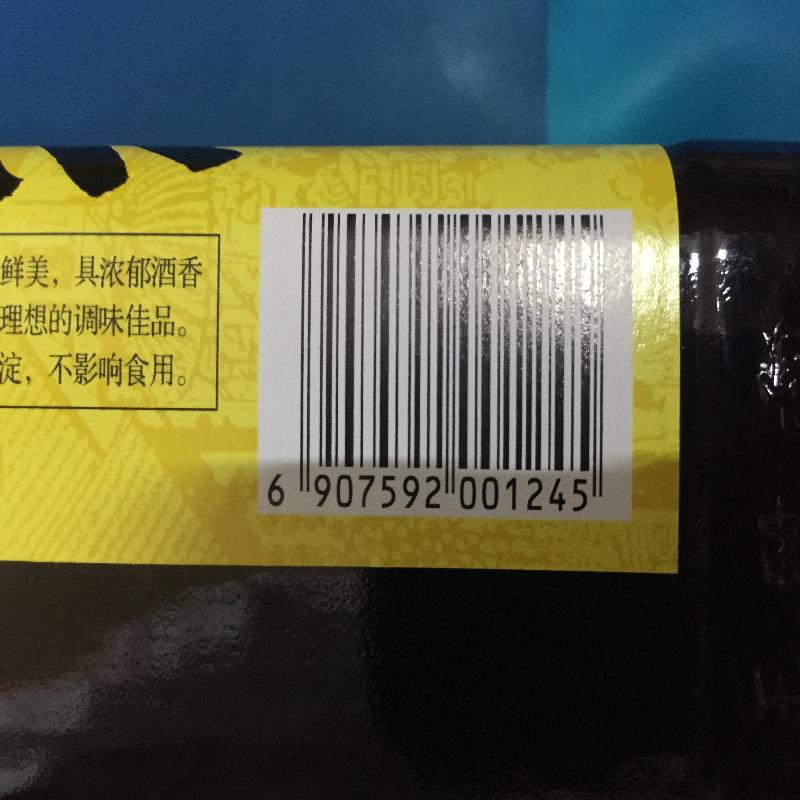 鲜美，具浓郁酒香
理想的调味佳品。
淀，不影响食用。
6 907592 001245